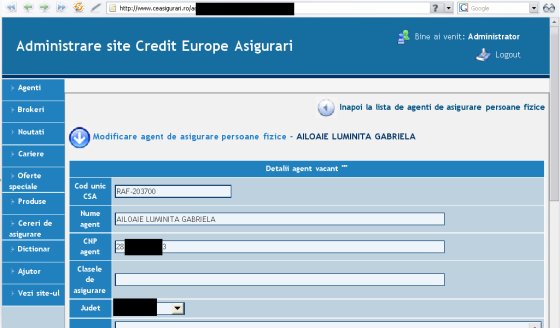 http://www.ceasigurari.ro/a
Google
Administrare site Credit Europe Asigurari
Bine ai venit: Administrator
Logout
Agenti
Brokeri
Noutati
Cariere
Oferte
speciale
Produse
Cereri de
asigurare
Dictionar
Ajutor
Vezi site-ul
Inapoi la lista de agenti de asigurare persoane fizice
Modificare agent de asigurare persoane fizice - AILOAIE LUMINITA GABRIELA
Detalii agent vacant ""
Cod unic
CSA
RAF-203700
Nume
agent
AILOAIE LUMINITA GABRIELA
CNP
agent
28 3
Clasele
de
asigurare
Judet